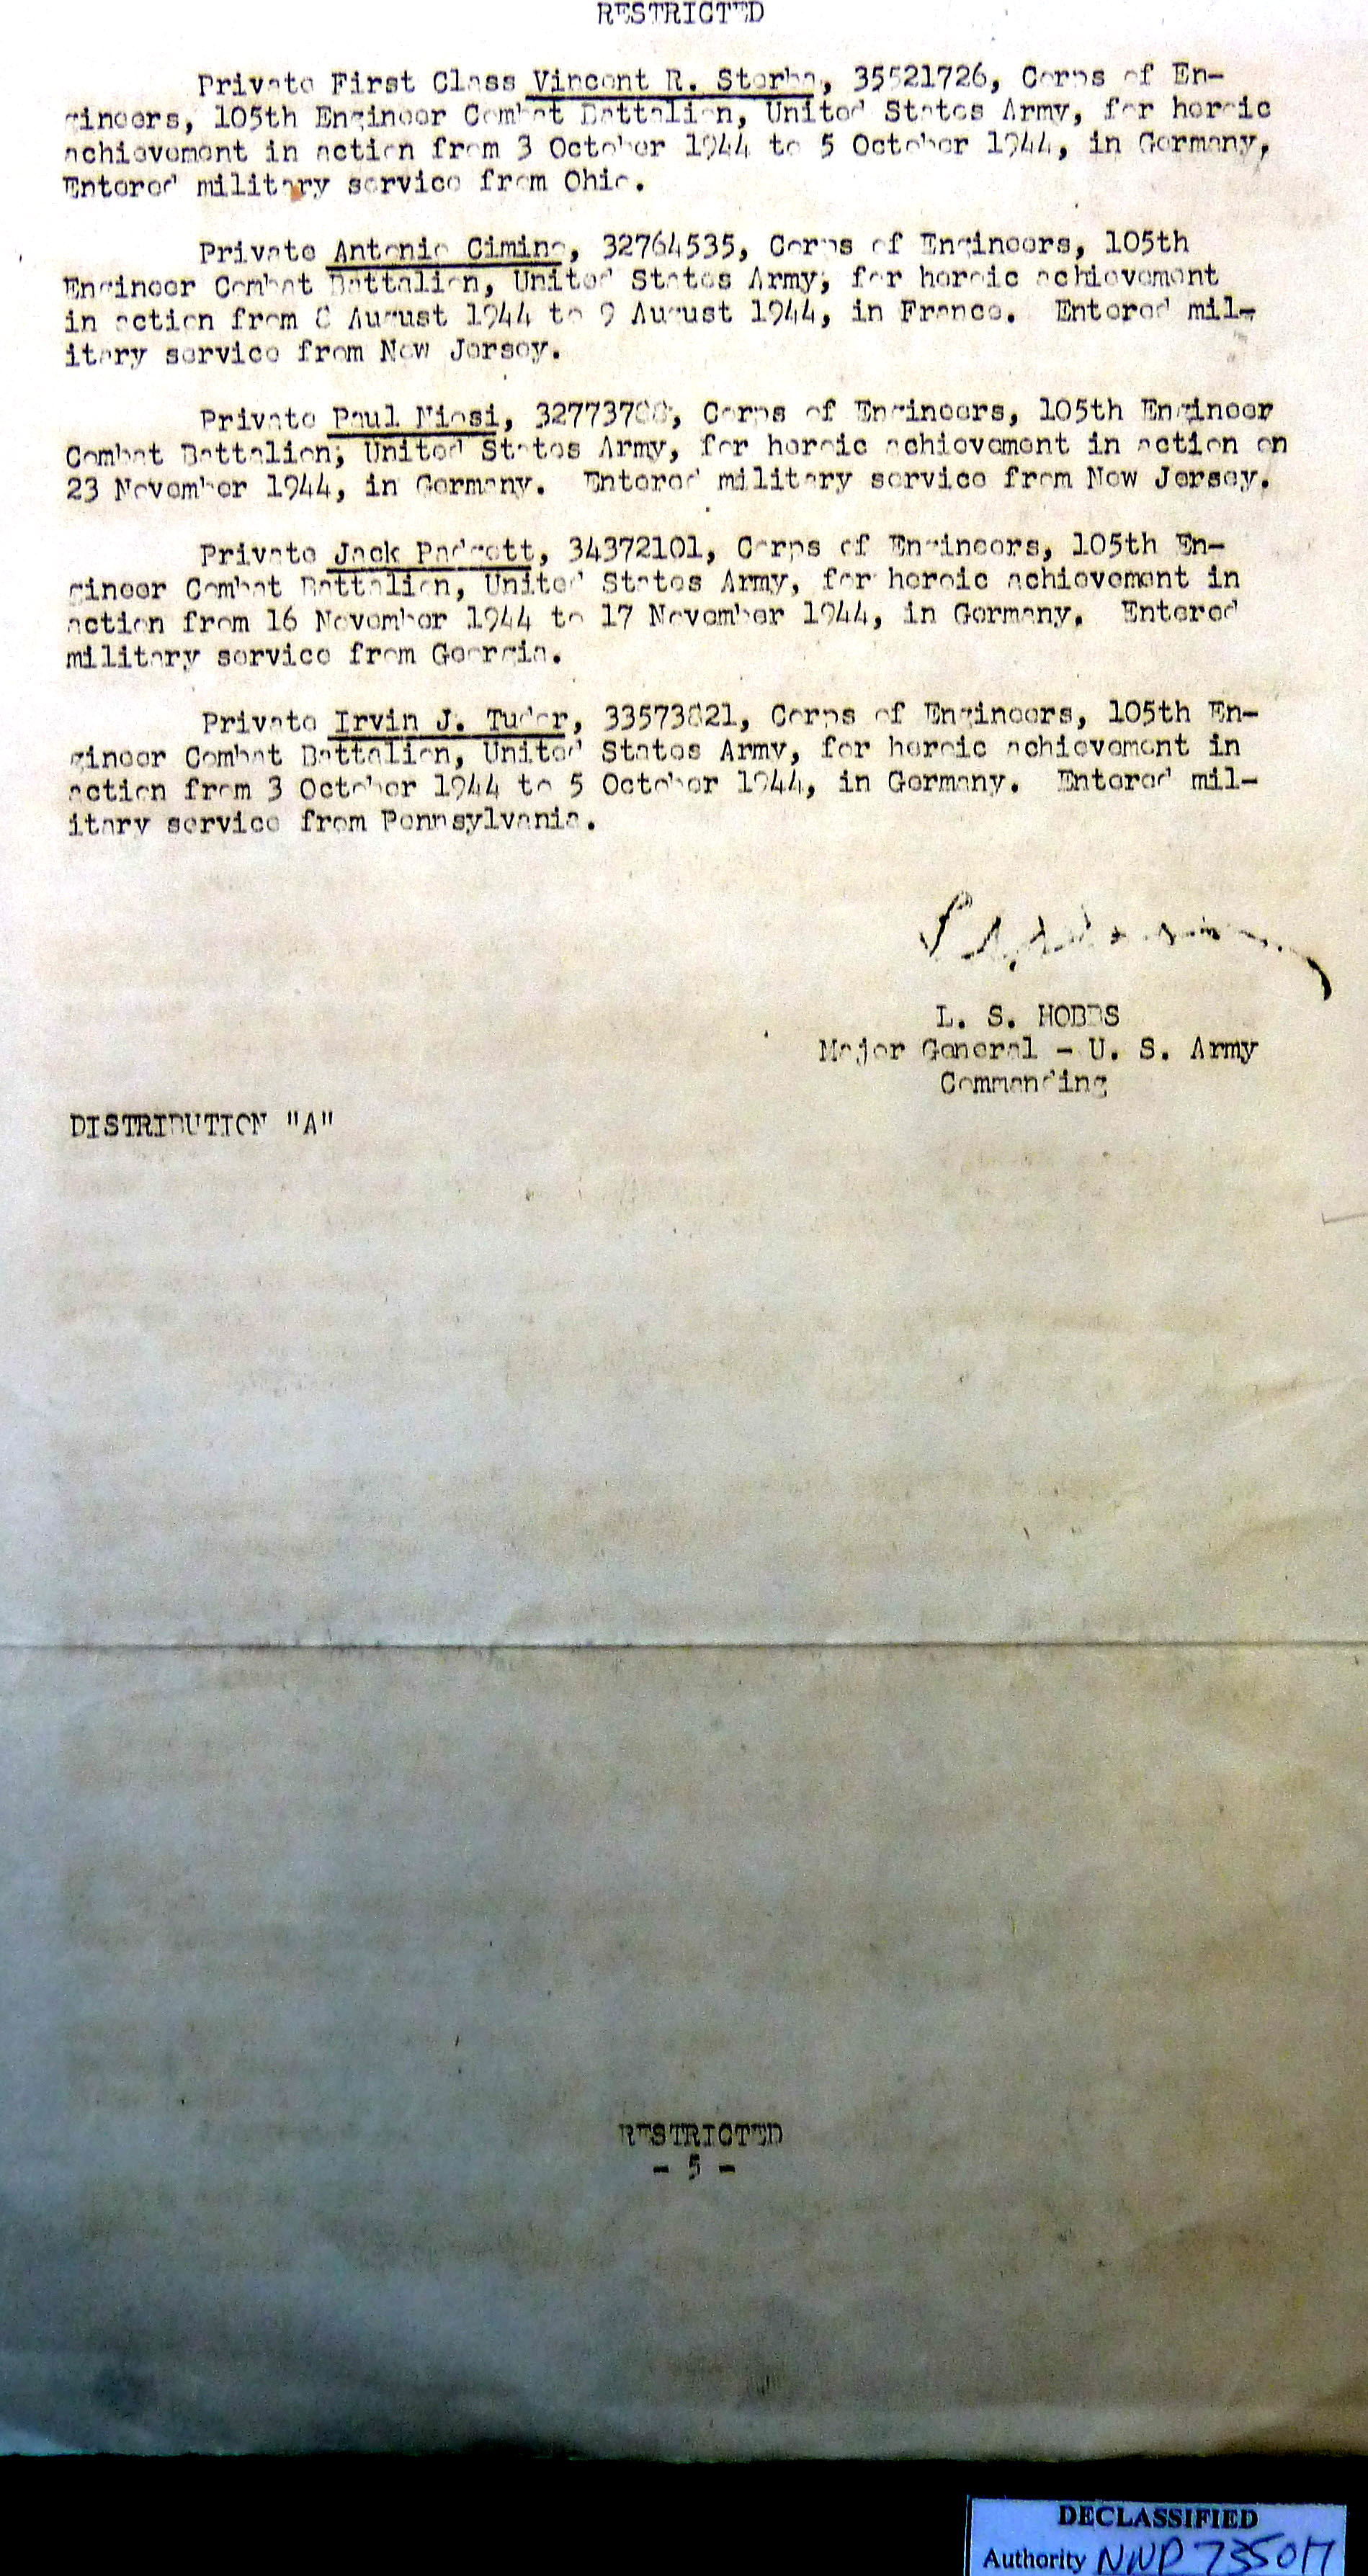 RESTRICTED
Private First Class Vincent R. Storha, 35521726, Corps of En-
gineers, 105th Engineer Combat Battalion, United States Army, for heroic
achievement in action from 3 October 1944 to 5 October 1944, in Germany,
Entered military service from Ohio.
Private Antonio Cimino, 32764535, Corps of Engineers, 105th
Engineer Combat Battalion, United States Army, for heroic achievement
in action from 8 August 1944 to 9 August 1944, in France. Entered mil-
itary service from New Jersey.
Private Paul Niosi, Corps of Engineers, 105th Engineer
Combat Battalion, United States Army, for heroic achievement in action on
23 November 1944, in Germany. Entered military service from New Jersey.
Private Jack Padgett, 34372101, Corps of Engineers, 105th En-
gineer Combat Battalion, United States Army, for heroic achievement in
action from 16 November 1944 to 17 November 1944, in Germany. Entered
military service from Georgia.
Private Irvin J. Tudor, 33573821, Corps of Engineers, 105th En-
gineer Combat Battalion, United States Army, for heroic achievement in
action from 3 October 1944 to 5 October 1944, in Germany. Entered mil-
itary service from Pennsylvania.
L. S. HOBBS
Major General - U. S. Army
Commanding
DISTRIBUTION "A"
RESTRICTED
- 5 -
DECLASSIFIED
Authority NND 735017